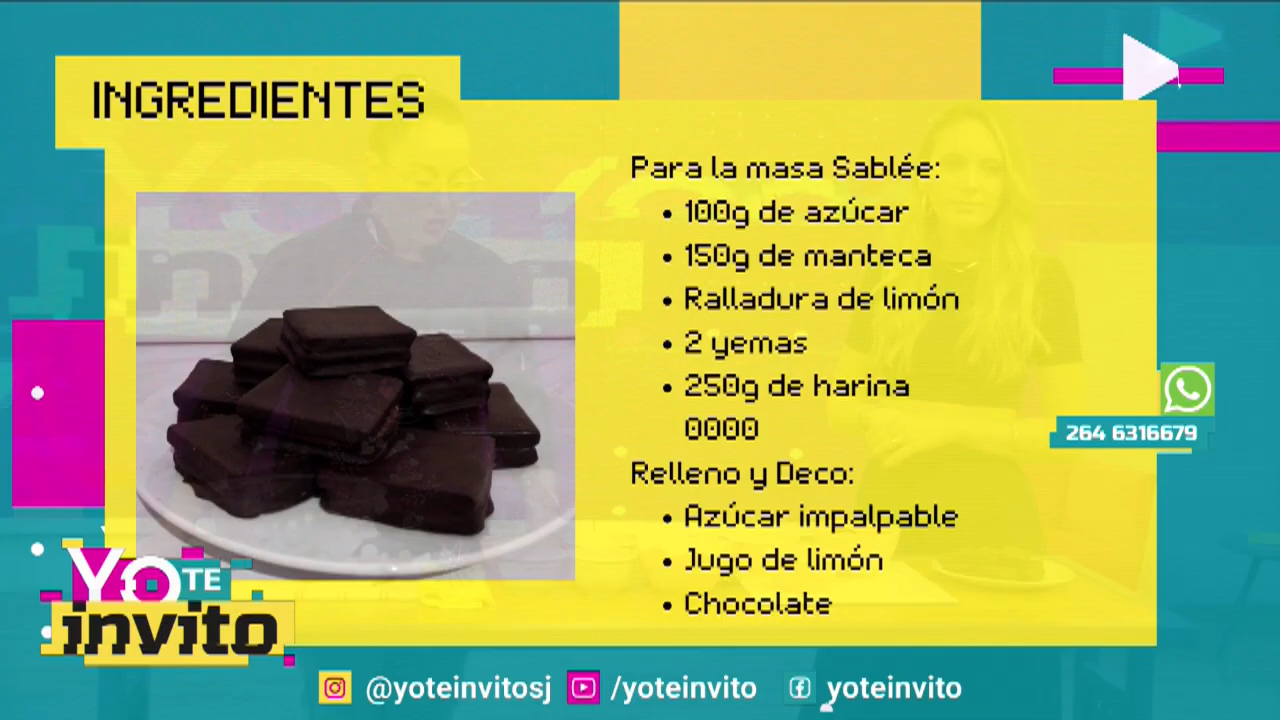 INGREDIENTES
Para la masa Sablée:
• 100g de azúcar
• 150g de manteca
• Ralladura de limón
• 2 yemas
• 250g de harina
0000
Relleno y Deco:
• Azúcar impalpable
• Jugo de limón
• Chocolate
264 6316679
YO TE
invito
@yoteinvitosj /yoteinvito yoteinvito